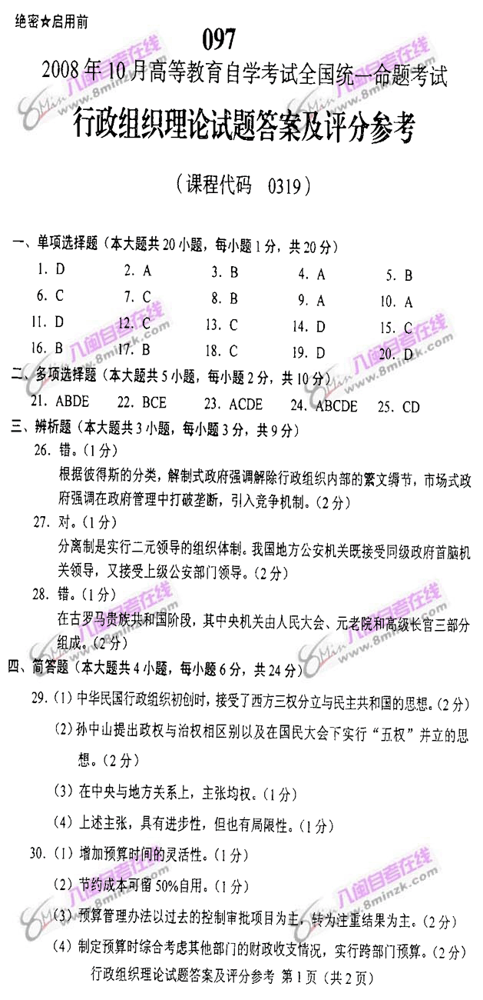 绝密☆启用前
097
2008年10月高等教育自学考试全国统一命题考试
行政组织理论试题答案及评分参考
(课程代码 0319)
一、单项选择题(本大题共20小题,每小题1分,共20分)
1. D 2. A 3. B 4. A 5. B
6. C 7. C 8. B 9. A 10. A
11. D 12. C 13. C 14. D 15. C
16. B 17. B 18. C 19. D 20. D
二、多项选择题(本大题共5小题,每小题2分,共10分)
21. ABDE 22. BCE 23. ACDE 24. ABCDE 25. CD
三、辨析题(本大题共3小题,每小题3分,共9分)
26. 错。(1分)
根据彼得斯的分类,解制式政府强调解除行政组织内部的繁文缛节,市场式政
府强调在政府管理中打破垄断,引入竞争机制。(2分)
27. 对。(1分)
分离制是实行二元领导的组织体制。我国地方公安机关既接受同级政府首脑机
关领导,又接受上级公安部门领导。(2分)
28. 错。(1分)
在古罗马贵族共和国阶段,其中央机关由人民大会、元老院和高级长官三部分
组成。(2分)
四、简答题(本大题共4小题,每小题6分,共24分)
29. (1)中华民国行政组织初创时,接受了西方三权分立与民主共和国的思想。(2分)
(2)孙中山提出政权与治权相区别以及在国民大会下实行“五权”并立的思
想。(2分)
(3)在中央与地方关系上,主张均权。(1分)
(4)上述主张,具有进步性,但也有局限性。(1分)
30. (1)增加预算时间的灵活性。(1分)
(2)节约成本可留50%自用。(1分)
(3)预算管理办法以过去的控制审批项目为主,转为注重结果为主。(2分)
(4)制定预算时综合考虑其他部门的财政收支情况,实行跨部门预算。(2分)
行政组织理论试题答案及评分参考 第1页(共2页)
8Min 八闽自考在线
www.8minzk.com